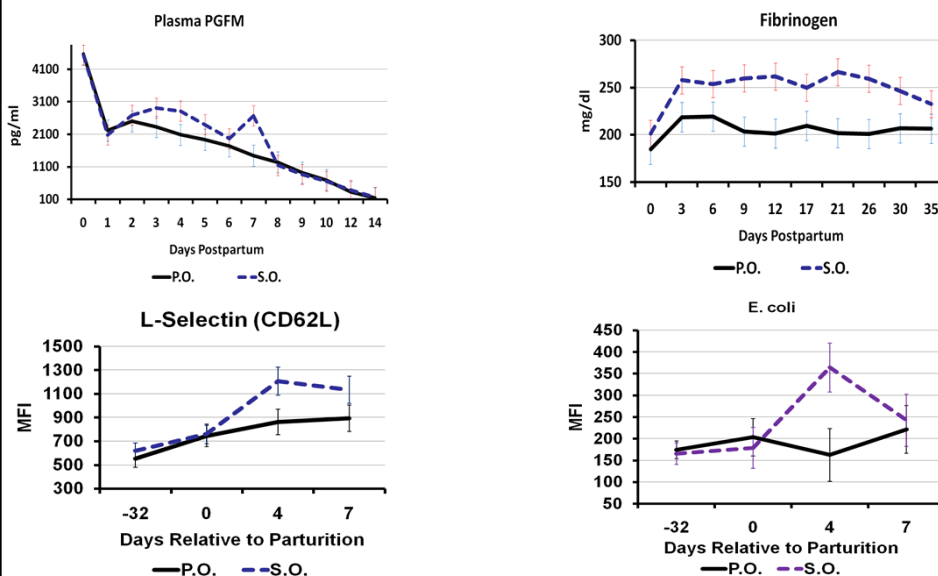 Plasma PGFM
4100
3100
2100
1100
100
pg/ml
0 1 2 3 4 5 6 7 8 9 10 12 14
Days Postpartum
P.O. S.O.
Fibrinogen
300
250
200
150
mg/dl
0 3 6 9 12 17 21 26 30 35
Days Postpartum
P.O. S.O.
L-Selectin (CD62L)
1500
1300
1100
900
700
500
300
MFI
-32 0 4 7
Days Relative to Parturition
P.O. S.O.
E. coli
450
400
350
300
250
200
150
100
50
MFI
-32 0 4 7
Days Relative to Parturition
P.O. S.O.